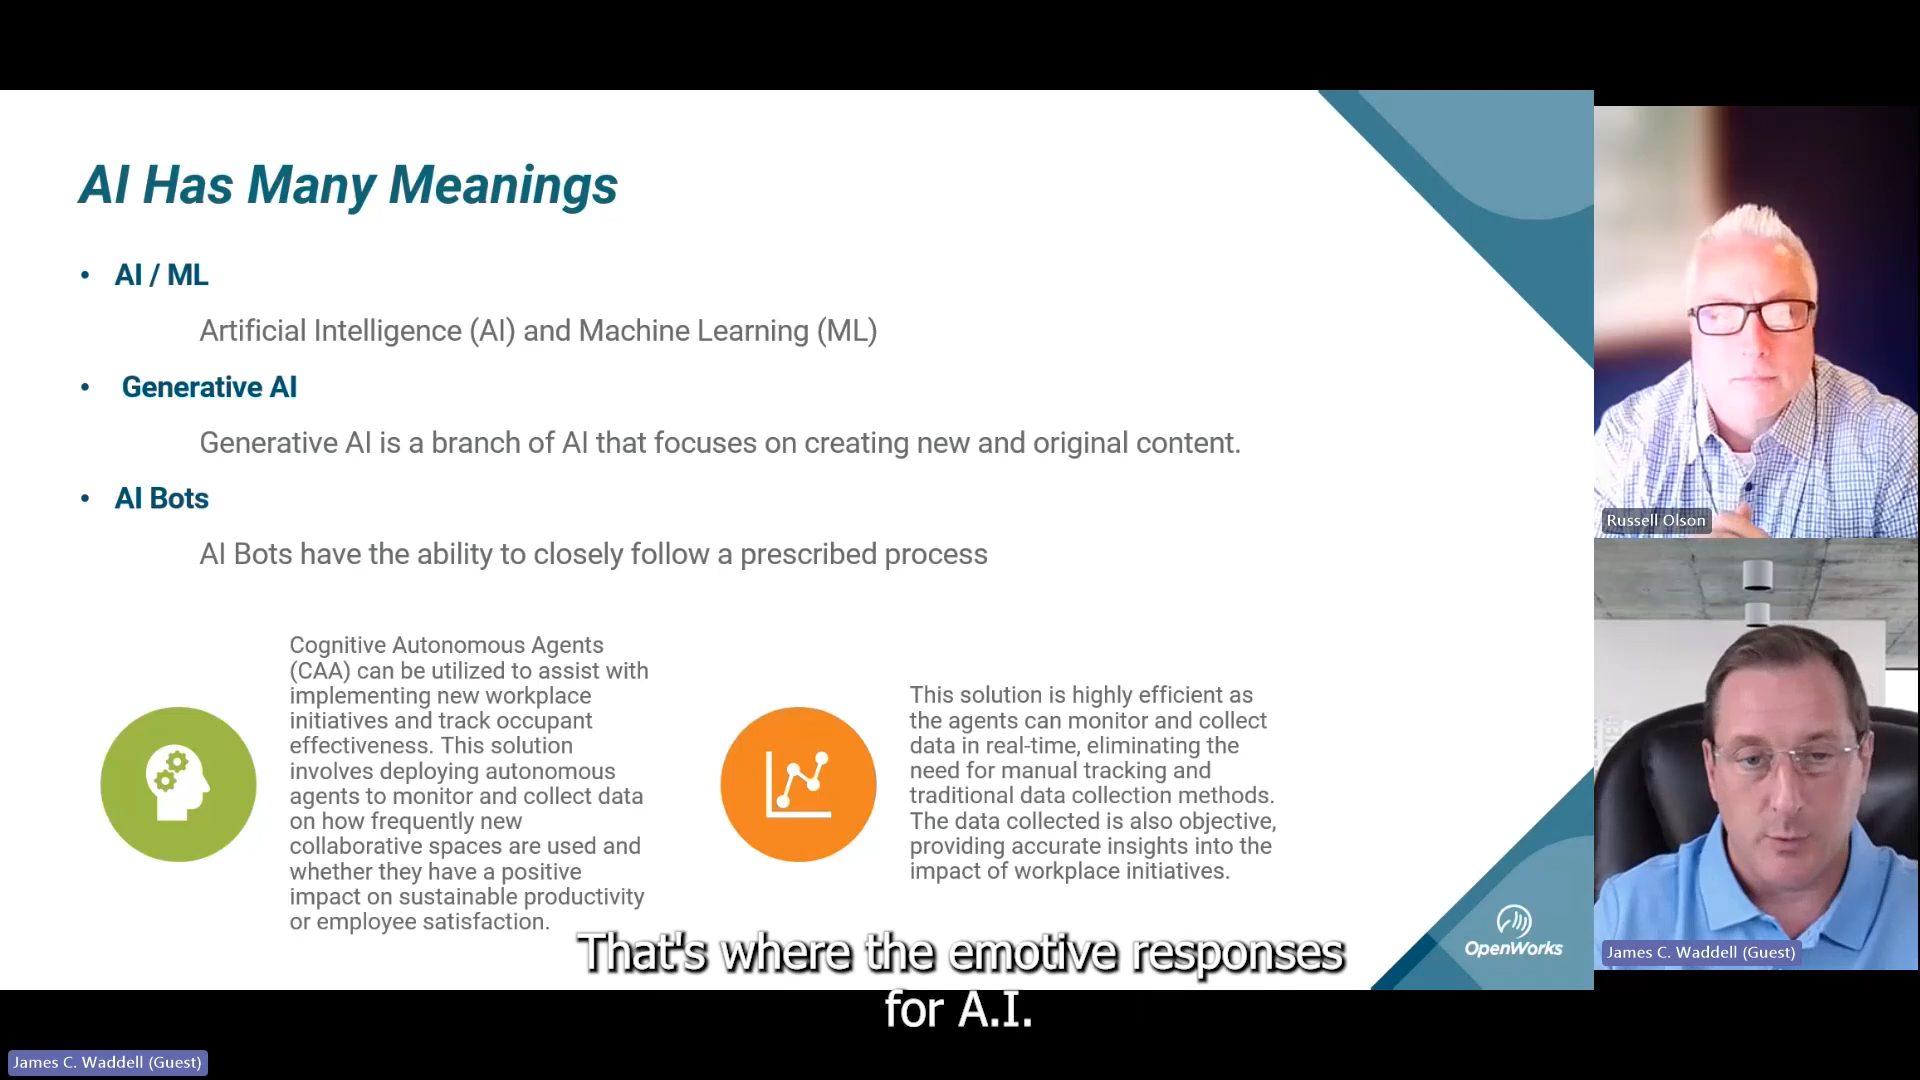 AI Has Many Meanings
• AI / ML
Artificial Intelligence (AI) and Machine Learning (ML)
• Generative AI
Generative AI is a branch of AI that focuses on creating new and original content.
• AI Bots
AI Bots have the ability to closely follow a prescribed process
Cognitive Autonomous Agents
(CAA) can be utilized to assist with
implementing new workplace
initiatives and track occupant
effectiveness. This solution
involves deploying autonomous
agents to monitor and collect data
on how frequently new
collaborative spaces are used and
whether they have a positive
impact on sustainable productivity
or employee satisfaction.
This solution is highly efficient as
the agents can monitor and collect
data in real-time, eliminating the
need for manual tracking and
traditional data collection methods.
The data collected is also objective,
providing accurate insights into the
impact of workplace initiatives.
OpenWorks
Russell Olson
James C. Waddell (Guest)
That's where the emotive responses
for A.I.
James C. Waddell (Guest)